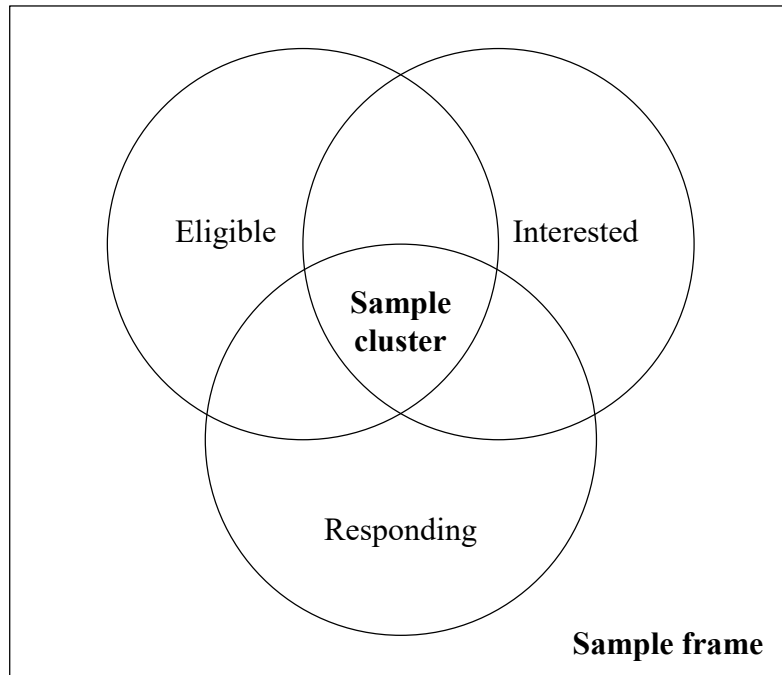 Eligible
Interested
Sample
cluster
Responding
Sample frame